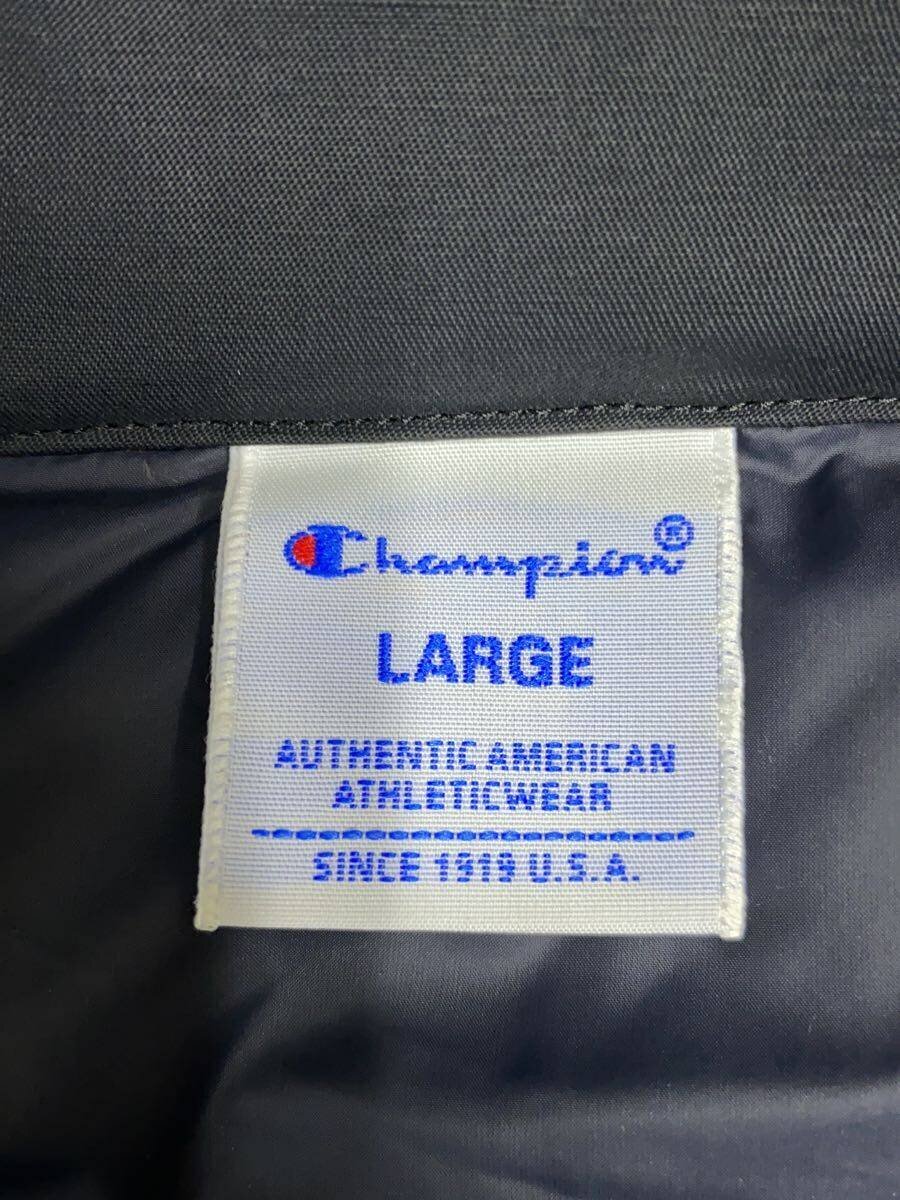 Champion®
LARGE
AUTHENTIC AMERICAN
ATHLETICWEAR
SINCE 1919 U.S.A.